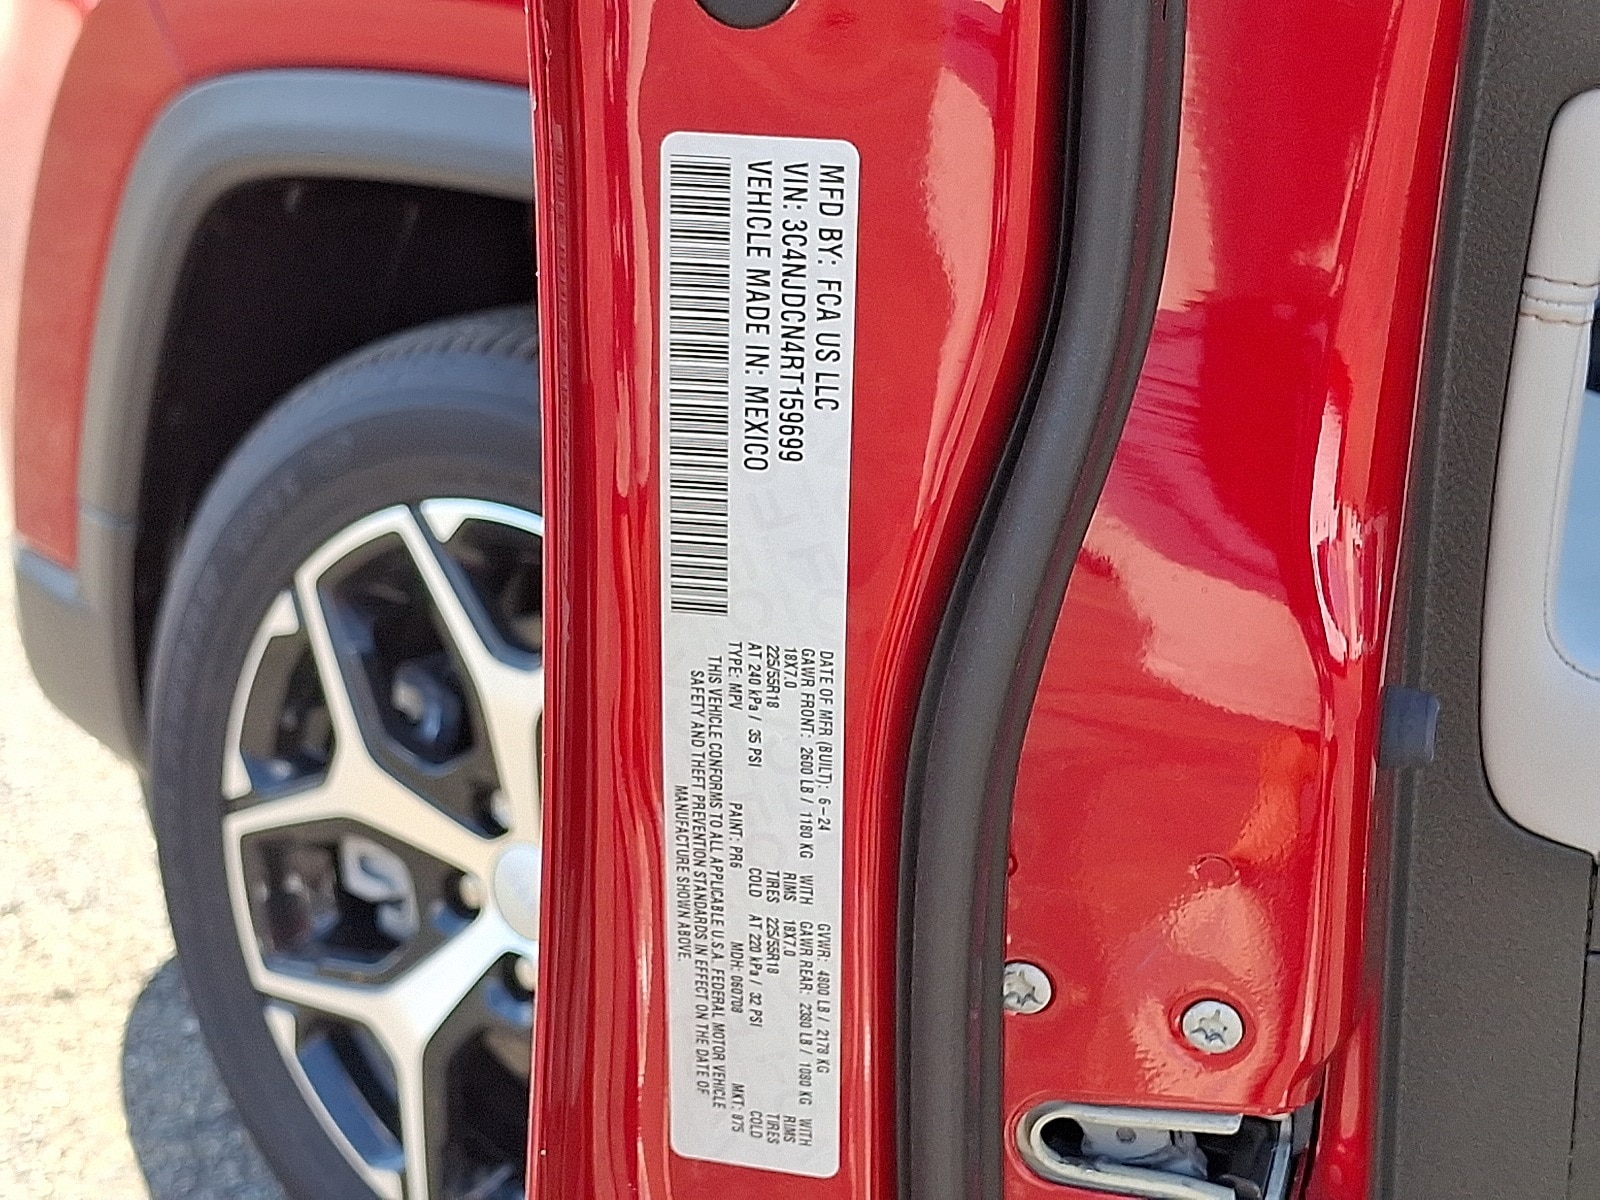 MFD BY: FCA US LLC
VIN: 3C4NJDCN4RT159699
VEHICLE MADE IN: MEXICO
DATE OF MFR (BUILT): 6-24 GVWR: 4800 LB / 2178 KG
GAWR FRONT: 2600 LB / 1180 KG WITH GAWR REAR: 2380 LB / 1080 KG WITH
18X7.0 RIMS 18X7.0 RIMS
225/55R18 TIRES 225/55R18 TIRES
AT 240 kPa / 35 PSI COLD AT 220 kPa / 32 PSI COLD
TYPE: MPV PAINT: PR6 MDH: 060708 MKT: 975
THIS VEHICLE CONFORMS TO ALL APPLICABLE U.S.A. FEDERAL MOTOR VEHICLE
SAFETY AND THEFT PREVENTION STANDARDS IN EFFECT ON THE DATE OF
MANUFACTURE SHOWN ABOVE.